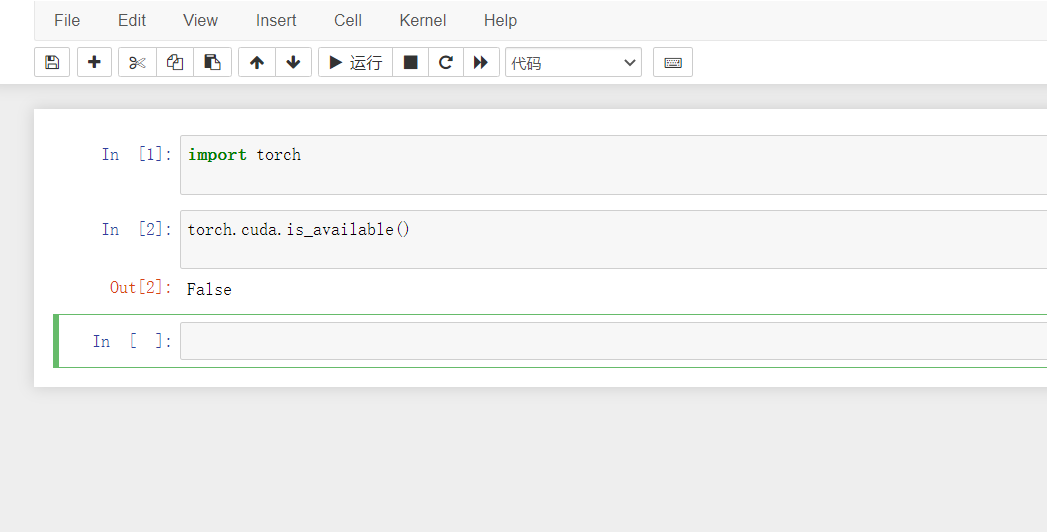 File Edit View Insert Cell Kernel Help
运行 代码
In [1]: import torch
In [2]: torch.cuda.is_available()
Out[2]: False
In [ ]: